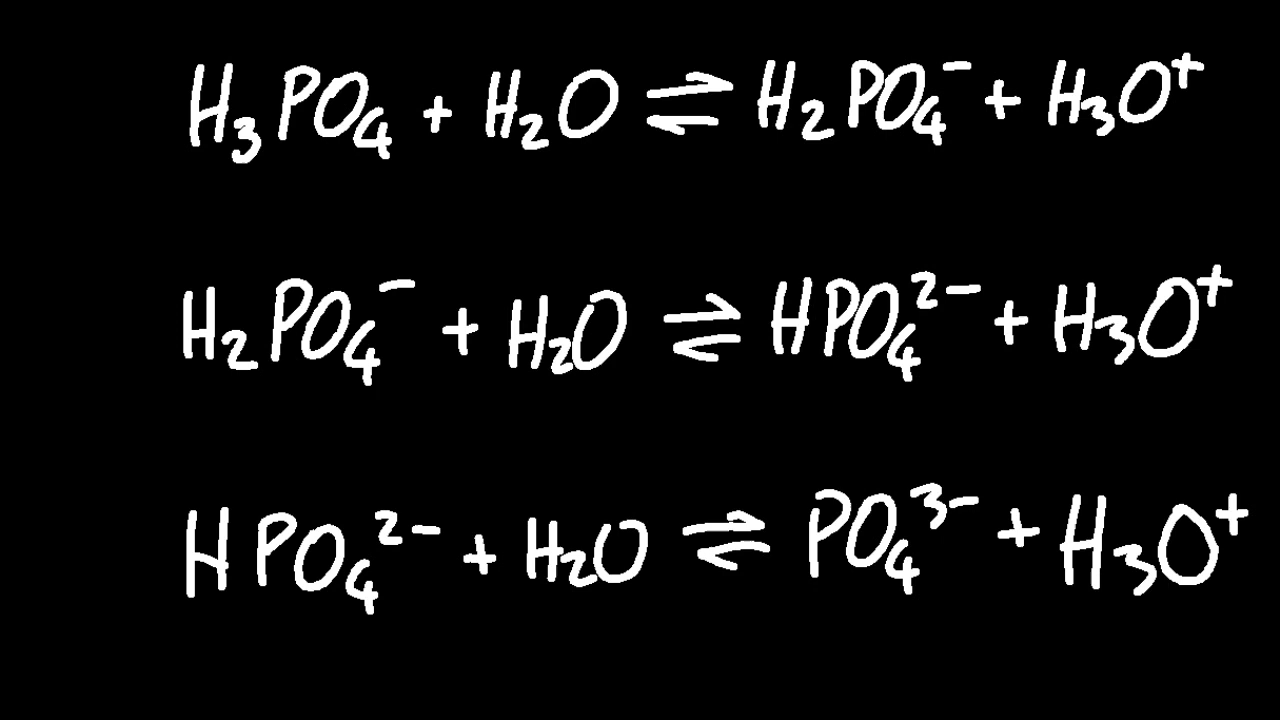 H₃PO₄ + H₂O ⇌ H₂PO₄⁻ + H₃O⁺
H₂PO₄⁻ + H₂O ⇌ HPO₄²⁻ + H₃O⁺
HPO₄²⁻ + H₂O ⇌ PO₄³⁻ + H₃O⁺